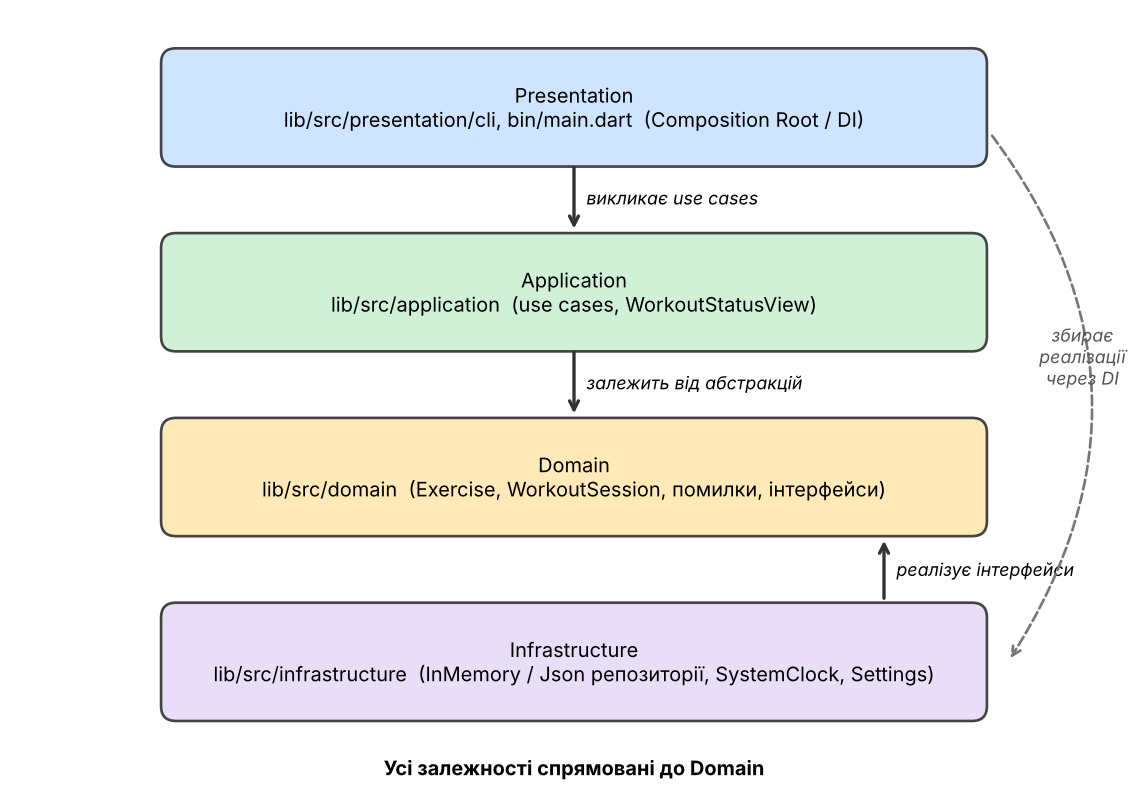 Presentation
lib/src/presentation/cli, bin/main.dart  (Composition Root / DI)
викликає use cases
Application
lib/src/application  (use cases, WorkoutStatusView)
збирає
реалізації
через DI
залежить від абстракцій
Domain
lib/src/domain  (Exercise, WorkoutSession, помилки, інтерфейси)
реалізує інтерфейси
Infrastructure
lib/src/infrastructure  (InMemory / Json репозиторії, SystemClock, Settings)
Усі залежності спрямовані до Domain